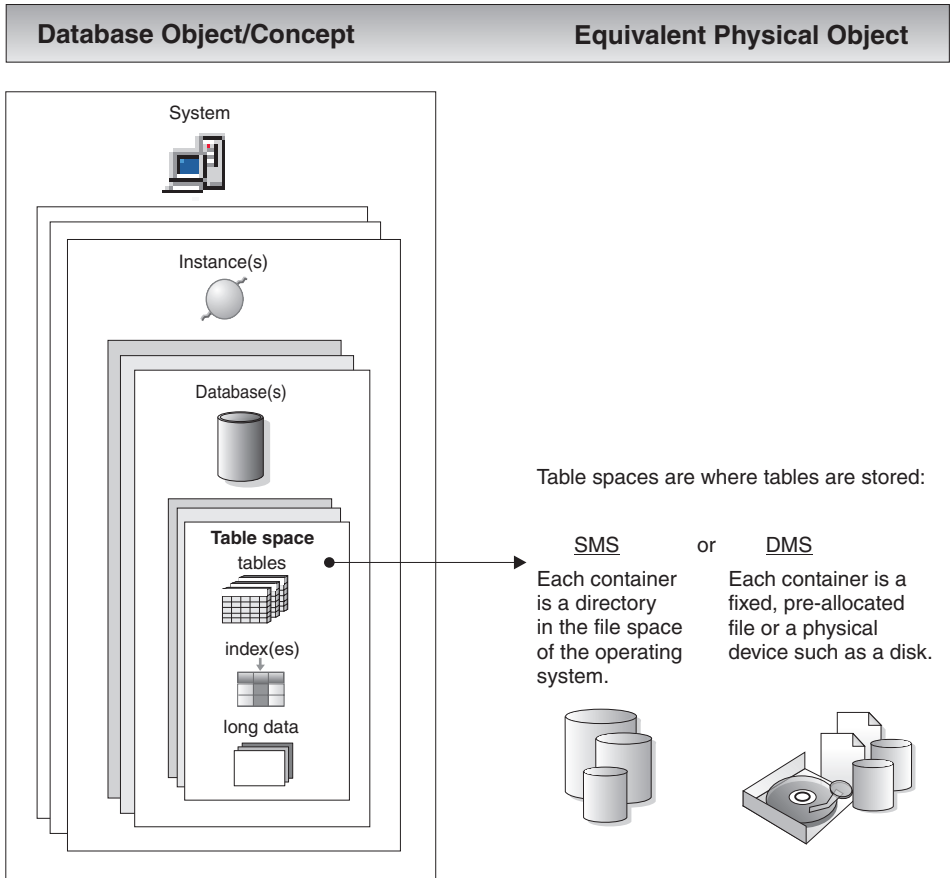 Database Object/Concept
Equivalent Physical Object
System
Instance(s)
Database(s)
Table space
tables
index(es)
long data
Table spaces are where tables are stored:
SMS or DMS
Each container
is a directory
in the file space
of the operating
system.
Each container is a
fixed, pre-allocated
file or a physical
device such as a disk.